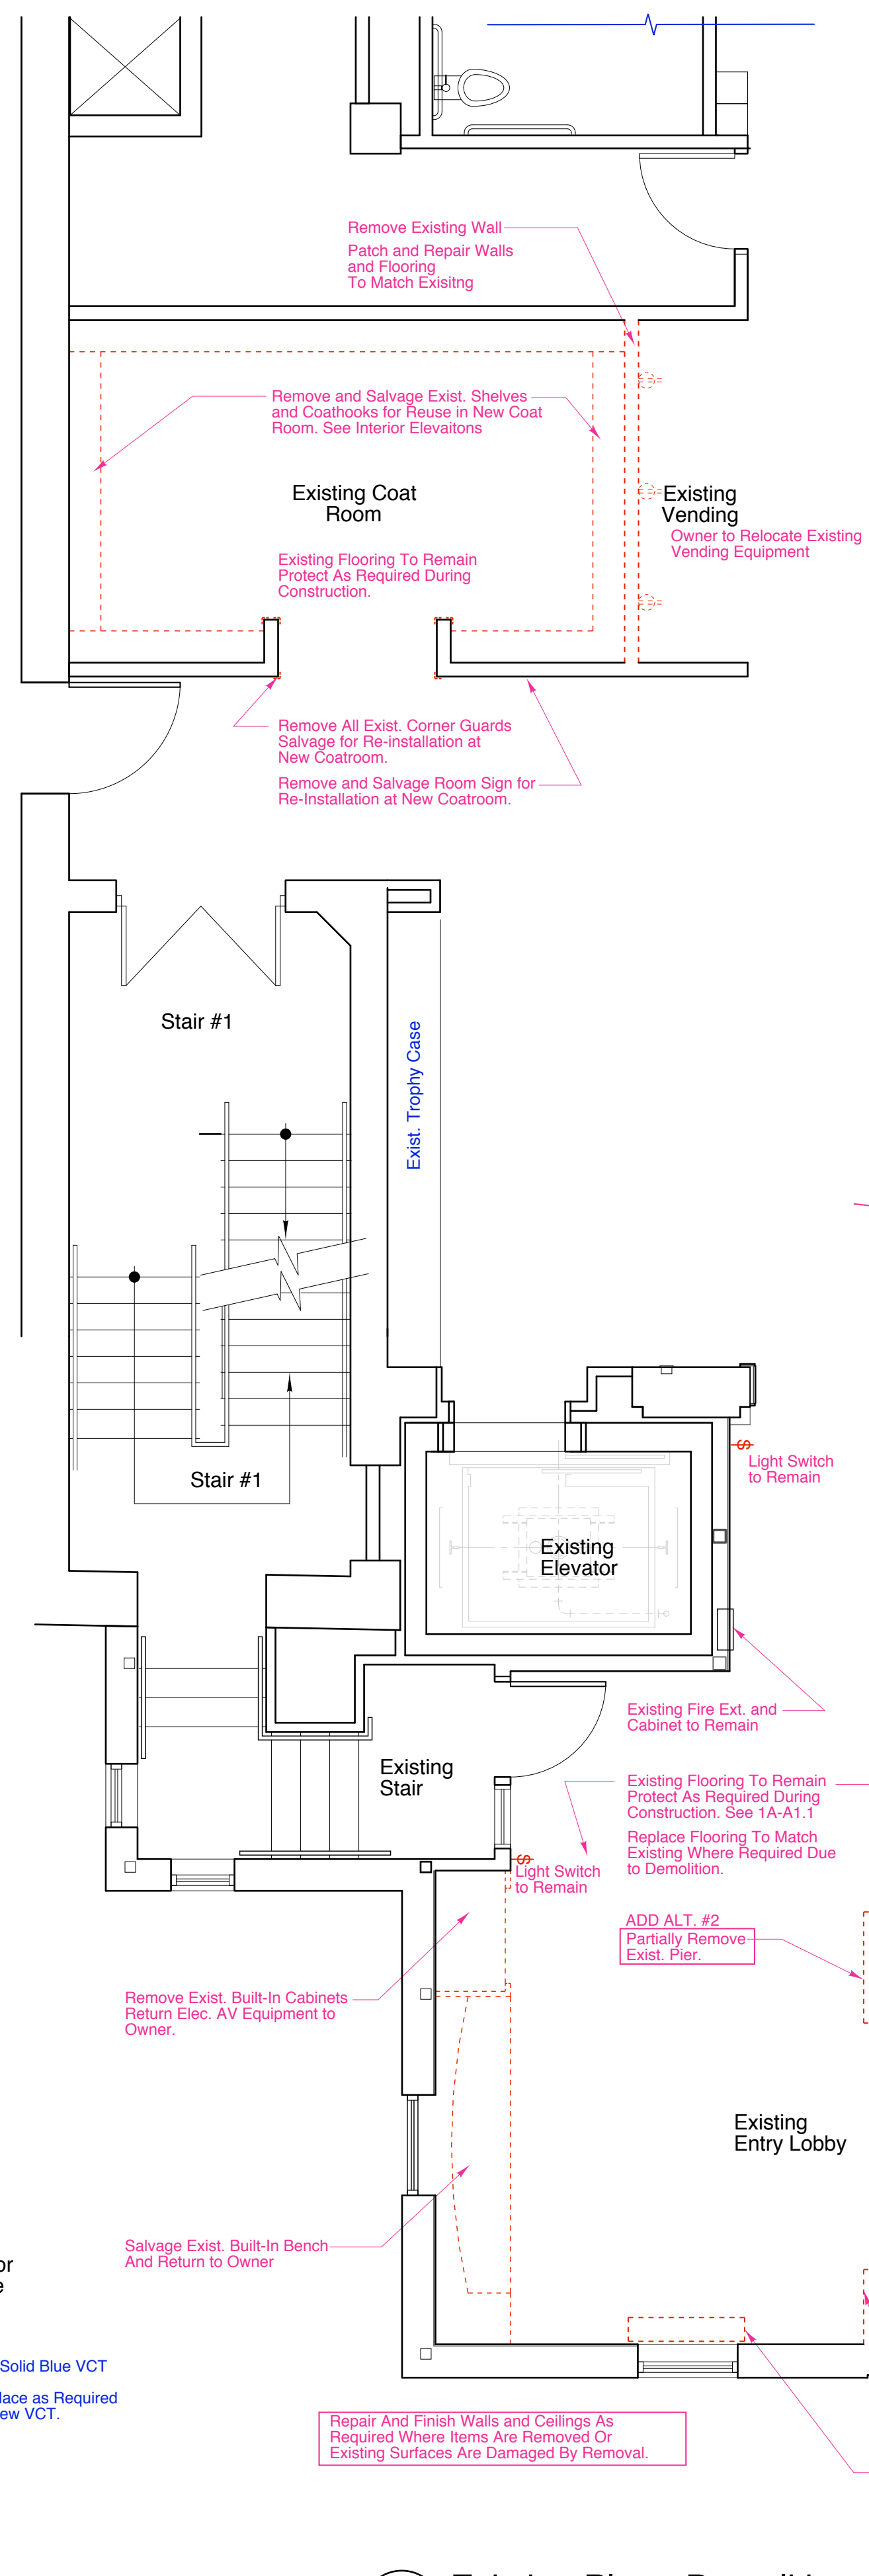 Remove Existing Wall
Patch and Repair Walls
and Flooring
To Match Exisitng
Remove and Salvage Exist. Shelves
and Coathooks for Reuse in New Coat
Room. See Interior Elevaitons
Existing Coat
Room
Existing
Vending
Owner to Relocate Existing
Vending Equipment
Existing Flooring To Remain
Protect As Required During
Construction.
Remove All Exist. Corner Guards
Salvage for Re-installation at
New Coatroom.
Remove and Salvage Room Sign for
Re-Installation at New Coatroom.
Stair #1
Exist. Trophy Case
Stair #1
S
Light Switch
to Remain
Existing
Elevator
Existing Fire Ext. and
Cabinet to Remain
Existing
Stair
Existing Flooring To Remain
Protect As Required During
Construction. See 1A-A1.1
Replace Flooring To Match
Existing Where Required Due
to Demolition.
S
Light Switch
to Remain
ADD ALT. #2
Partially Remove
Exist. Pier.
Remove Exist. Built-In Cabinets
Return Elec. AV Equipment to
Owner.
Existing
Entry Lobby
Salvage Exist. Built-In Bench
And Return to Owner
or
e
Solid Blue VCT
lace as Required
ew VCT.
Repair And Finish Walls and Ceilings As
Required Where Items Are Removed Or
Existing Surfaces Are Damaged By Removal.